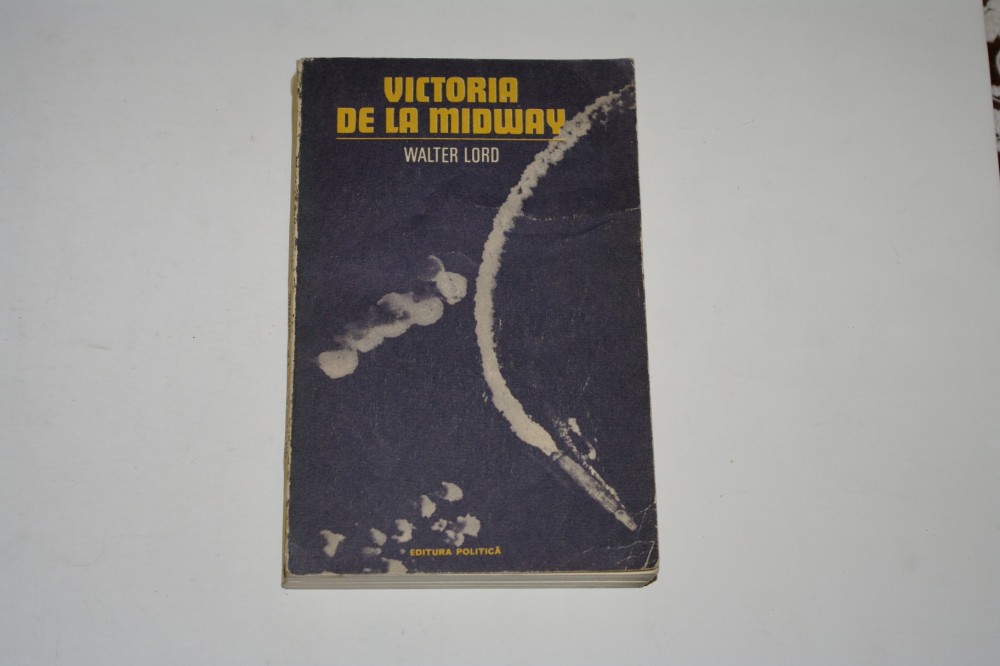 VICTORIA
DE LA MIDWAY
WALTER LORD
EDITURA POLITICĂ